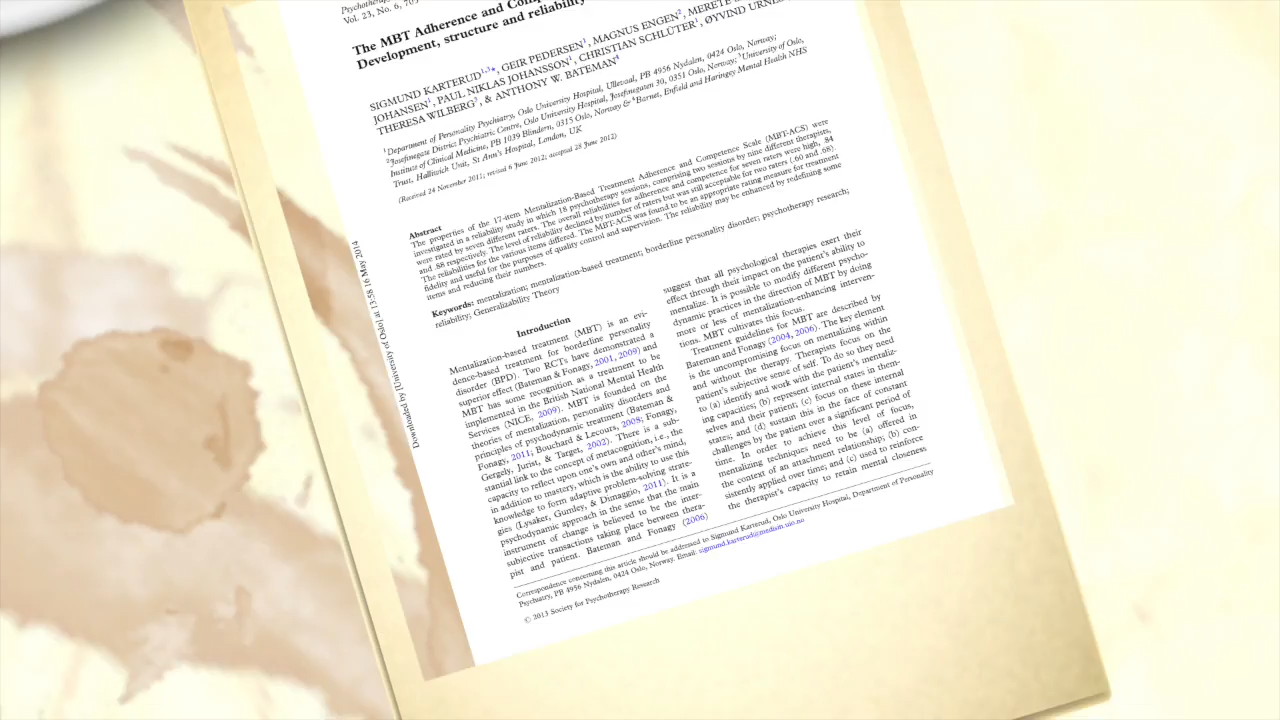 Vol. 23, No. 6,
The MBT Adherence and
Development, structure and reliability
SIGMUND KARTERUD1,3*, GEIR PEDERSEN1, MAGNUS ENGEN2, MERETE
JOHANSEN1, PAUL NIKLAS JOHANSSON1, CHRISTIAN SCHLÜTER1, ØYVIND
THERESA WILBERG3, & ANTHONY W. BATEMAN4
1Department of Personality Psychiatry, Oslo University Hospital, Ullevaal, PB 4956 Nydalen, 0424 Oslo, Norway;
2Josefinegate District Psychiatric Centre, Oslo University Hospital, Josefinegaten 30, 0351 Oslo, Norway; 3University of Oslo,
Institute of Clinical Medicine, PB 1039 Blindern, 0315 Oslo, Norway & 4Barnet, Enfield and Haringey Mental Health NHS
Trust, Halliwick Unit, St Ann's Hospital, London, UK
(Received 24 November 2011; revised 6 June 2012; accepted 28 June 2012)
Abstract
The properties of the 17-item Mentalization-Based Treatment Adherence and Competence Scale (MBT-ACS) were
investigated in a reliability study in which 18 psychotherapy sessions, comprising two sessions by nine different therapists,
were rated by seven different raters. The overall reliabilities for adherence and competence for seven raters were high, .84
and .88 respectively. The level of reliability declined by number of raters but was still acceptable for two raters (.60 and .68).
The reliabilities for the various items differed. The MBT-ACS was found to be an appropriate rating measure for treatment
fidelity and useful for the purposes of quality control and supervision. The reliability may be enhanced by redefining some
items and reducing their numbers.
Keywords: mentalization; mentalization-based treatment; borderline personality disorder; psychotherapy research;
reliability; Generalizability Theory
Introduction
Mentalization-based treatment (MBT) is an evi-
dence-based treatment for borderline personality
disorder (BPD). Two RCTs have demonstrated a
superior effect (Bateman & Fonagy, 2001, 2009) and
MBT has some recognition as a treatment to be
implemented in the British National Mental Health
Services (NICE, 2009). MBT is founded on the
theories of mentalization, personality disorders and
principles of psychodynamic treatment (Bateman &
Fonagy, 2011; Bouchard & Lecours, 2008; Fonagy,
Gergely, Jurist, & Target, 2002). There is a sub-
stantial link to the concept of metacognition, i.e., the
capacity to reflect upon one's own and other's mind,
in addition to mastery, which is the ability to use this
knowledge to form adaptive problem-solving strate-
gies (Lysaker, Gumley, & Dimaggio, 2011). It is a
psychodynamic approach in the sense that the main
instrument of change is believed to be the inter-
subjective transactions taking place between thera-
pist and patient. Bateman and Fonagy (2006)
suggest that all psychological therapies exert their
effect through their impact on the patient's ability to
mentalize. It is possible to modify different psycho-
dynamic practices in the direction of MBT by doing
more or less of mentalization-enhancing interven-
tions. MBT cultivates this focus.
Treatment guidelines for MBT are described by
Bateman and Fonagy (2004, 2006). The key element
is the uncompromising focus on mentalizing within
and without the therapy. Therapists focus on the
patient's subjective sense of self. To do so they need
to (a) identify and work with the patient's mentaliz-
ing capacities; (b) represent internal states in them-
selves and their patient; (c) focus on these internal
states; and (d) sustain this in the face of constant
challenges by the patient over a significant period of
time. In order to achieve this level of focus,
mentalizing techniques need to be (a) offered in
the context of an attachment relationship; (b) con-
sistently applied over time; and (c) used to reinforce
the therapist's capacity to retain mental closeness
Correspondence concerning this article should be addressed to Sigmund Karterud, Oslo University Hospital, Department of Personality
Psychiatry, PB 4956 Nydalen, 0424 Oslo, Norway. Email: sigmund.karterud@medisin.uio.no
© 2013 Society for Psychotherapy Research
Downloaded by [University of Oslo] at 13:58 16 May 2014